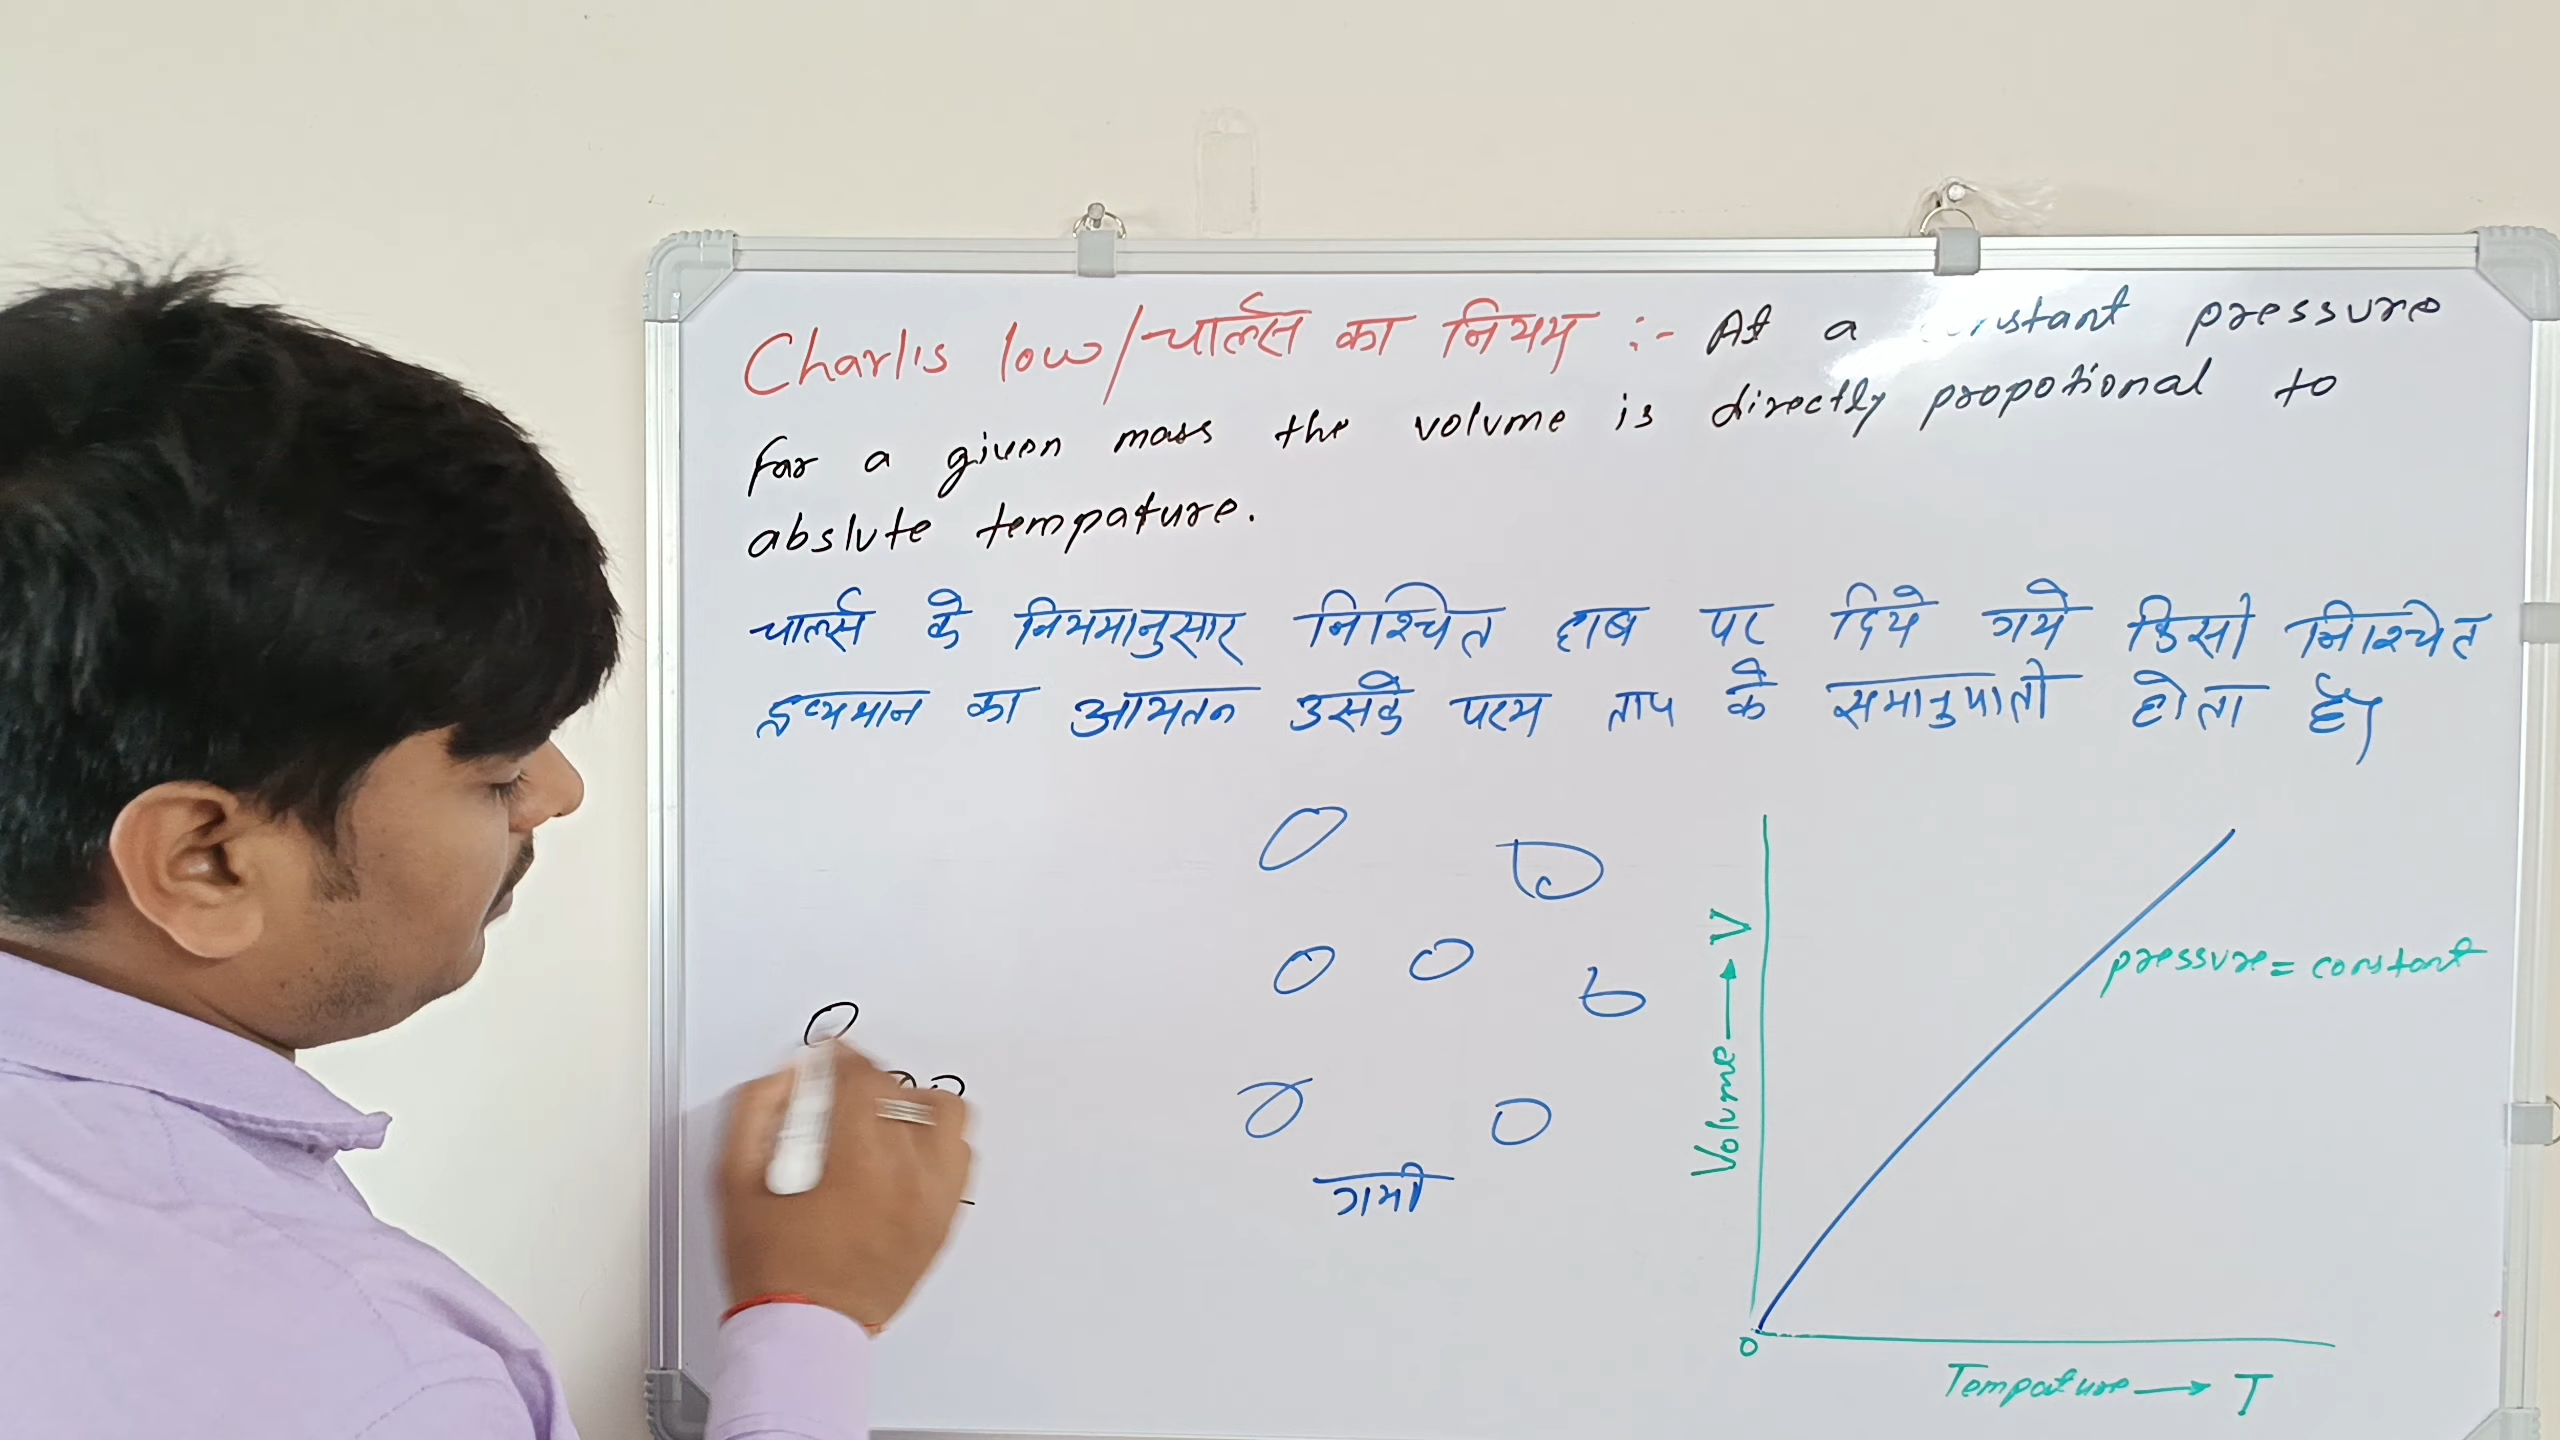 Charlis low/चार्ल्स का नियम :- At a constant pressure
for a given mass the volume is directly propotional to
abslute tempature.
चार्ल्स के नियमानुसार निश्चित दाब पर दिये गये किसी निश्चित
द्रव्यमान का आयतन उसके परम ताप के समानुपाती होता है।
गर्मी
Volume → V
pressure = constant
0
Tempature → T